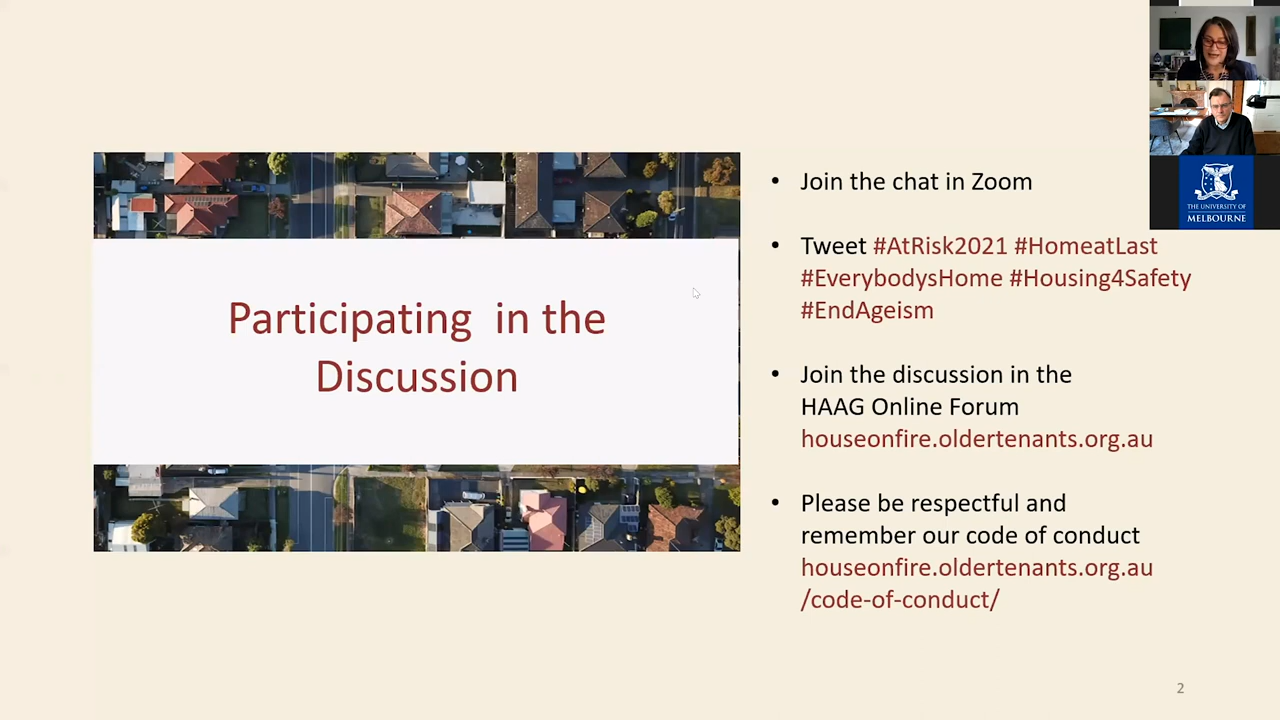 Participating  in the
Discussion
• Join the chat in Zoom
• Tweet #AtRisk2021 #HomeatLast
#EverybodysHome #Housing4Safety
#EndAgeism
• Join the discussion in the
HAAG Online Forum
houseonfire.oldertenants.org.au
• Please be respectful and
remember our code of conduct
houseonfire.oldertenants.org.au
/code-of-conduct/
THE UNIVERSITY OF
MELBOURNE
2